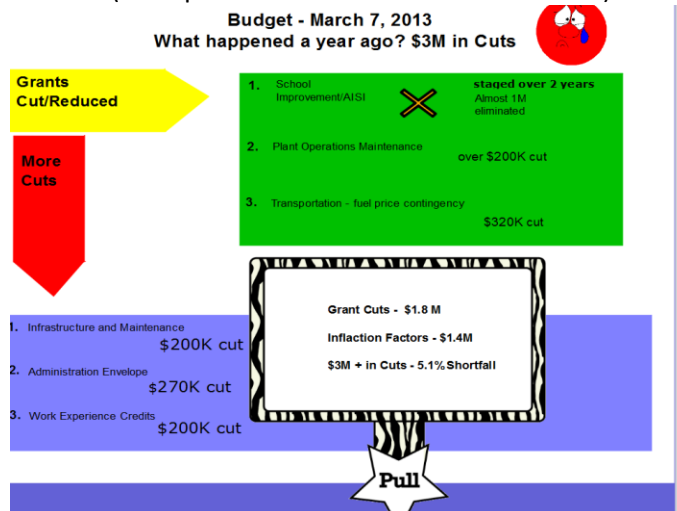 Budget - March 7, 2013
What happened a year ago? $3M in Cuts
Grants
Cut/Reduced
1. School
Improvement/AISI
staged over 2 years
Almost 1M
eliminated
2. Plant Operations Maintenance
over $200K cut
3. Transportation - fuel price contingency
$320K cut
More
Cuts
Grant Cuts - $1.8 M
Inflaction Factors - $1.4M
$3M + in Cuts - 5.1% Shortfall
1. Infrastructure and Maintenance
$200K cut
2. Administration Envelope
$270K cut
3. Work Experience Credits
$200K cut
Pull